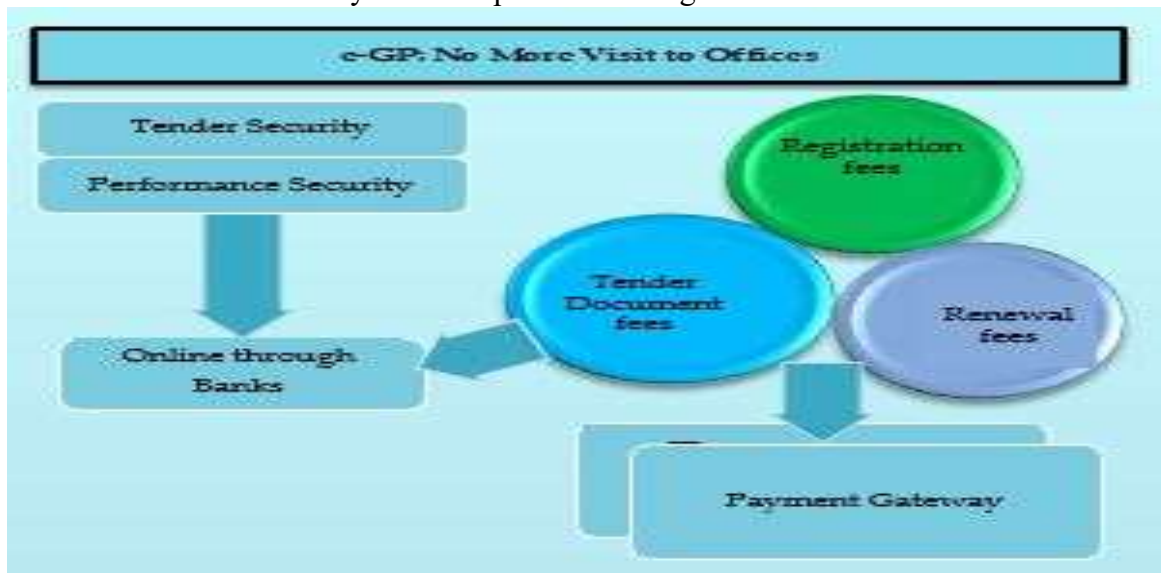 e-GP: No More Visit to Offices
Tender Security
Performance Security
Registration
fees
Tender
Document
fees
Renewal
fees
Online through
Banks
Payment Gateway